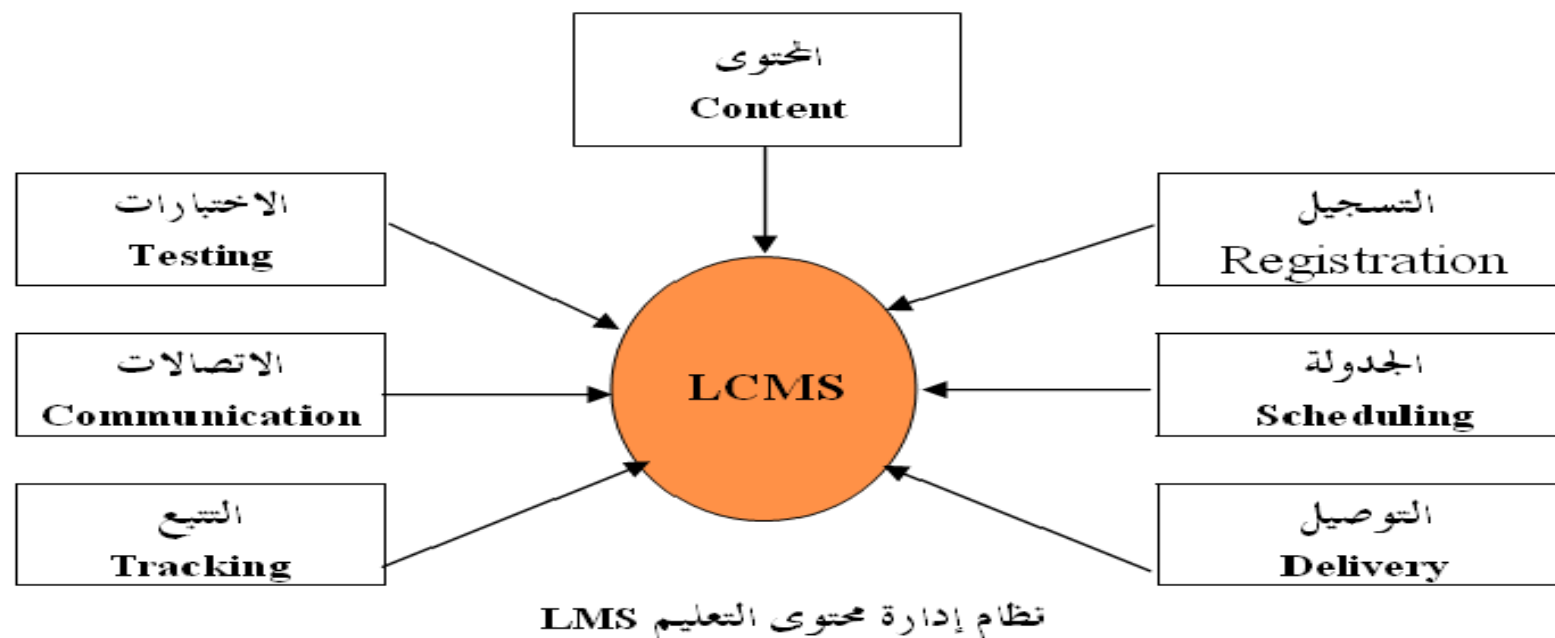 المحتوى
Content
الاختبارات
Testing
التسجيل
Registration
الاتصالات
Communication
LCMS
الجدولة
Scheduling
التتبع
Tracking
التوصيل
Delivery
نظام إدارة محتوى التعليم LMS